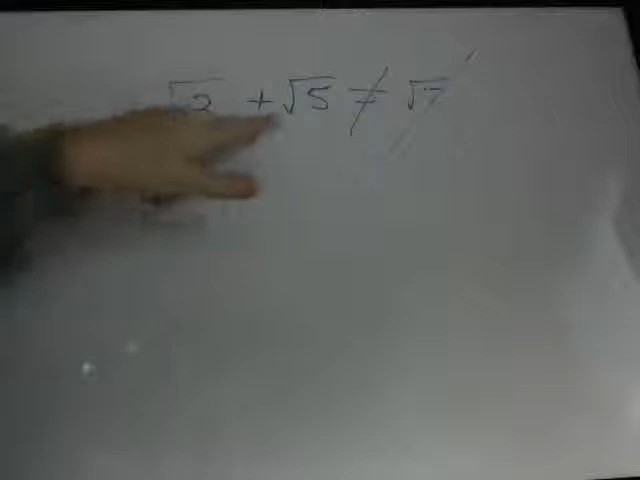 √2 + √5 ≠ √7